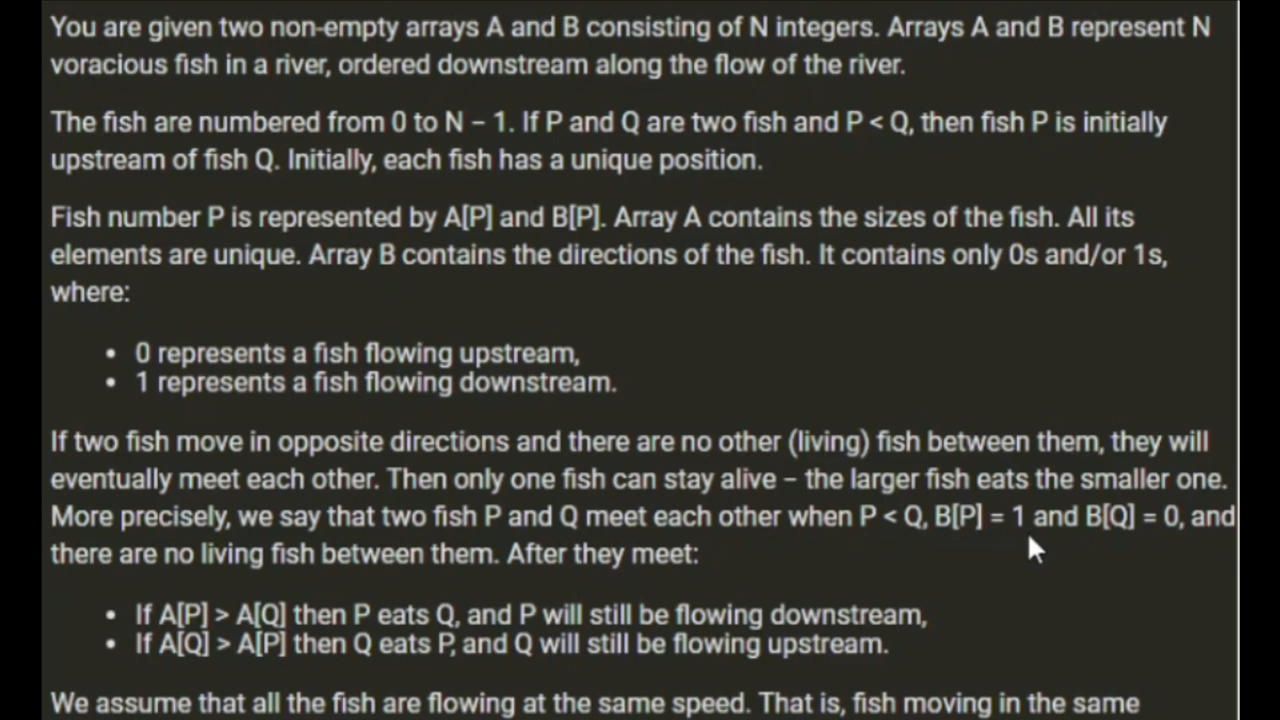 You are given two non-empty arrays A and B consisting of N integers. Arrays A and B represent N
voracious fish in a river, ordered downstream along the flow of the river.
The fish are numbered from 0 to N − 1. If P and Q are two fish and P < Q, then fish P is initially
upstream of fish Q. Initially, each fish has a unique position.
Fish number P is represented by A[P] and B[P]. Array A contains the sizes of the fish. All its
elements are unique. Array B contains the directions of the fish. It contains only 0s and/or 1s,
where:
• 0 represents a fish flowing upstream,
• 1 represents a fish flowing downstream.
If two fish move in opposite directions and there are no other (living) fish between them, they will
eventually meet each other. Then only one fish can stay alive − the larger fish eats the smaller one.
More precisely, we say that two fish P and Q meet each other when P < Q, B[P] = 1 and B[Q] = 0, and
there are no living fish between them. After they meet:
• If A[P] > A[Q] then P eats Q, and P will still be flowing downstream,
• If A[Q] > A[P] then Q eats P, and Q will still be flowing upstream.
We assume that all the fish are flowing at the same speed. That is, fish moving in the same